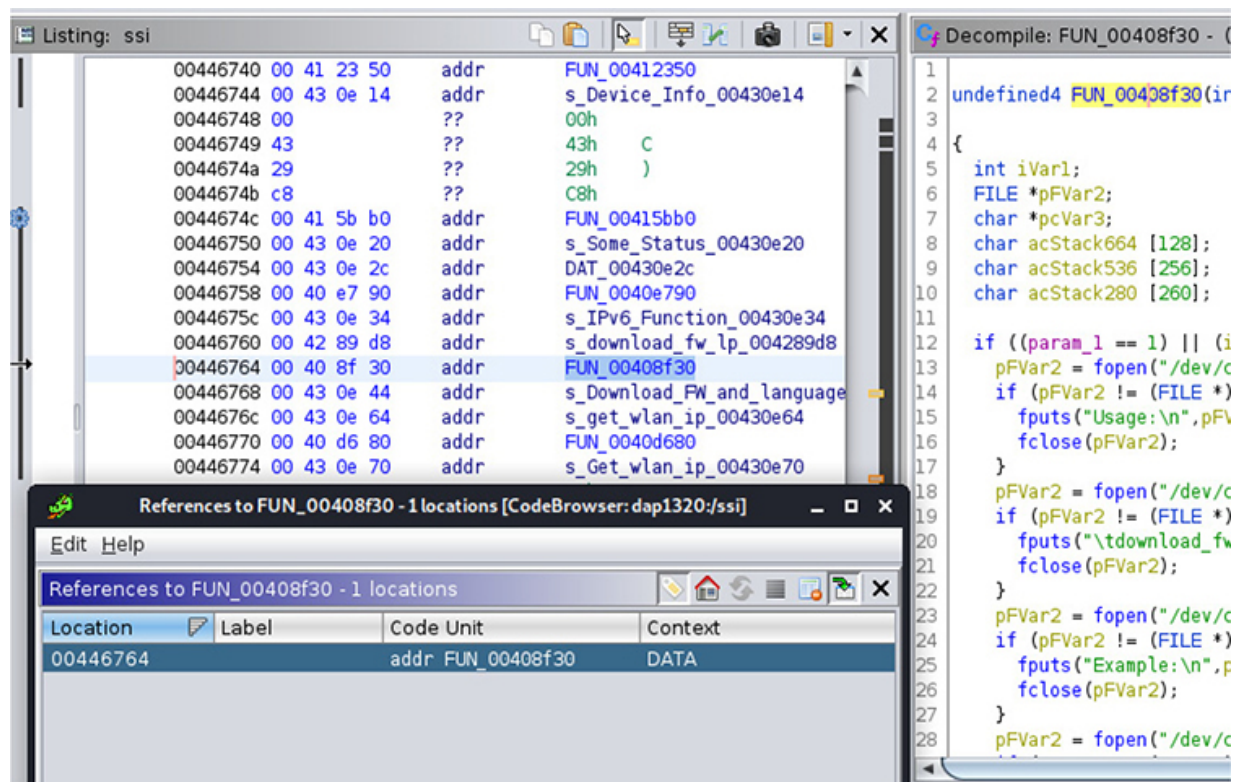 Listing: ssi
00446740 00 41 23 50 addr FUN_00412350
00446744 00 43 0e 14 addr s_Device_Info_00430e14
00446748 00 ?? 00h
00446749 43 ?? 43h C
0044674a 29 ?? 29h )
0044674b c8 ?? C8h
0044674c 00 41 5b b0 addr FUN_00415bb0
00446750 00 43 0e 20 addr s_Some_Status_00430e20
00446754 00 43 0e 2c addr DAT_00430e2c
00446758 00 40 e7 90 addr FUN_0040e790
0044675c 00 43 0e 34 addr s_IPv6_Function_00430e34
00446760 00 42 89 d8 addr s_download_fw_lp_004289d8
00446764 00 40 8f 30 addr FUN_00408f30
00446768 00 43 0e 44 addr s_Download_FW_and_language
0044676c 00 43 0e 64 addr s_get_wlan_ip_00430e64
00446770 00 40 d6 80 addr FUN_0040d680
00446774 00 43 0e 70 addr s_Get_wlan_ip_00430e70
Decompile: FUN_00408f30 - (
1
2 undefined4 FUN_00408f30(in
3
4 {
5 int iVar1;
6 FILE *pFVar2;
7 char *pcVar3;
8 char acStack664 [128];
9 char acStack536 [256];
10 char acStack280 [260];
11
12 if ((param_1 == 1) || (i
13 pFVar2 = fopen("/dev/c
14 if (pFVar2 != (FILE *)
15 fputs("Usage:\n",pFV
16 fclose(pFVar2);
17 }
18 pFVar2 = fopen("/dev/c
19 if (pFVar2 != (FILE *)
20 fputs("\tdownload_fw
21 fclose(pFVar2);
22 }
23 pFVar2 = fopen("/dev/c
24 if (pFVar2 != (FILE *)
25 fputs("Example:\n",p
26 fclose(pFVar2);
27 }
28 pFVar2 = fopen("/dev/c
References to FUN_00408f30 - 1 locations [CodeBrowser: dap1320:/ssi]
Edit Help
References to FUN_00408f30 - 1 locations
Location Label Code Unit Context
00446764 addr FUN_00408f30 DATA